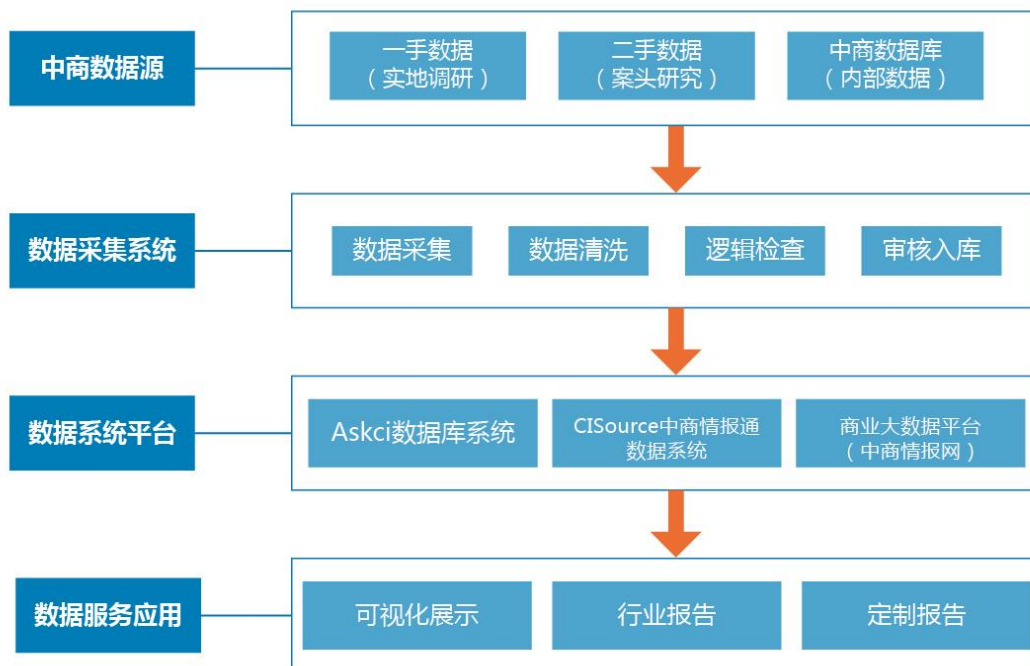 中商数据源
一手数据
（实地调研）
二手数据
（案头研究）
中商数据库
（内部数据）
数据采集系统
数据采集
数据清洗
逻辑检查
审核入库
数据系统平台
Askci数据库系统
CISource中商情报通
数据系统
商业大数据平台
（中商情报网）
数据服务应用
可视化展示
行业报告
定制报告